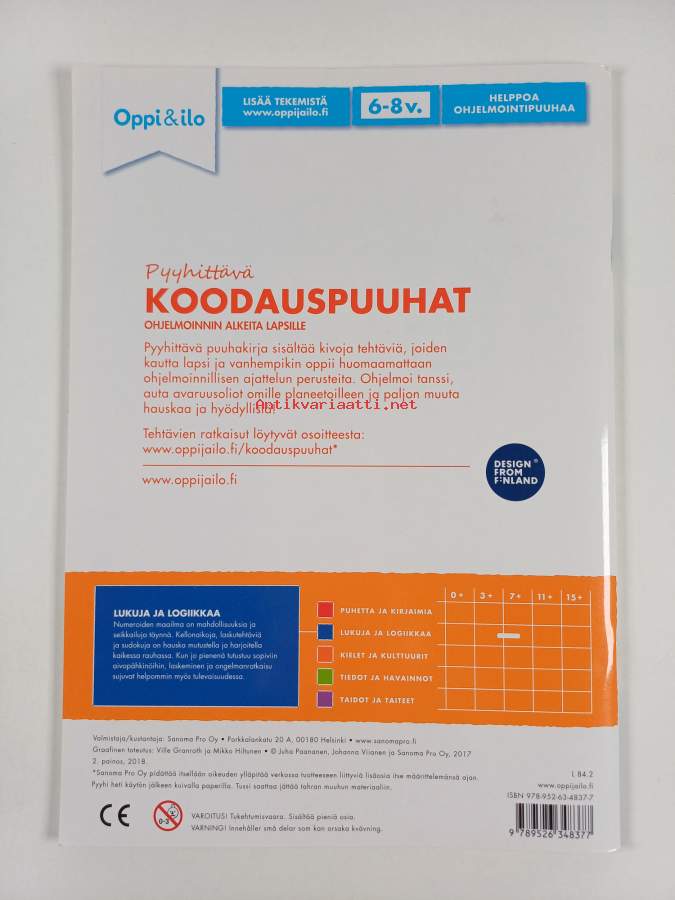 Oppi&ilo
LISÄÄ TEKEMISTÄ
www.oppijailo.fi
6-8 v.
HELPPOA
OHJELMOINTIPUUHAA
Pyyhittävä
KOODAUSPUUHAT
OHJELMOINNIN ALKEITA LAPSILLE
Pyyhittävä puuhakirja sisältää kivoja tehtäviä, joiden
kautta lapsi ja vanhempikin oppii huomaamattaan
ohjelmoinnillisen ajattelun perusteita. Ohjelmoi tanssi,
auta avaruusoliot omille planeetoilleen ja paljon muuta
hauskaa ja hyödyllistä!
Antikvariaatti.net
Tehtävien ratkaisut löytyvät osoitteesta:
www.oppijailo.fi/koodauspuuhat*
www.oppijailo.fi
DESIGN®
FROM
FINLAND
LUKUJA JA LOGIIKKAA
Numeroiden maailma on mahdollisuuksia ja
seikkailuja täynnä. Kellonaikoja, laskutehtäviä
ja sudokuja on hauska mutustella ja harjoitella
kaikessa rauhassa. Kun jo pienenä tutustuu sopiviin
aivopähkinöihin, laskeminen ja ongelmanratkaisu
sujuvat helpommin myös tulevaisuudessa.
0+ 3+ 7+ 11+ 15+
PUHETTA JA KIRJAIMIA
LUKUJA JA LOGIIKKAA
KIELET JA KULTTUURIT
TIEDOT JA HAVAINNOT
TAIDOT JA TAITEET
Valmistaja/kustantaja: Sanoma Pro Oy • Porkkalankatu 20 A, 00180 Helsinki • www.sanomapro.fi
Graafinen toteutus: Ville Granroth ja Mikko Hiltunen • © Juho Paananen, Johanna Viianen ja Sanoma Pro Oy, 2017
2. painos, 2018.
*Sanoma Pro Oy pidättää itsellään oikeuden ylläpitää verkossa tuotteeseen liittyviä lisäosia itse määrittelemänsä ajan.
Pyyhi heti käytön jälkeen kuivalla paperilla. Tussi saattaa jättää tahran muuhun materiaaliin.
L 84.2
www.oppijailo.fi
ISBN 978-952-63-4837-7
CE
0-3
VAROITUS! Tukehtumisvaara. Sisältää pieniä osia.
VARNING! Innehåller små delar som kan orsaka kvävning.
9 789526 348377